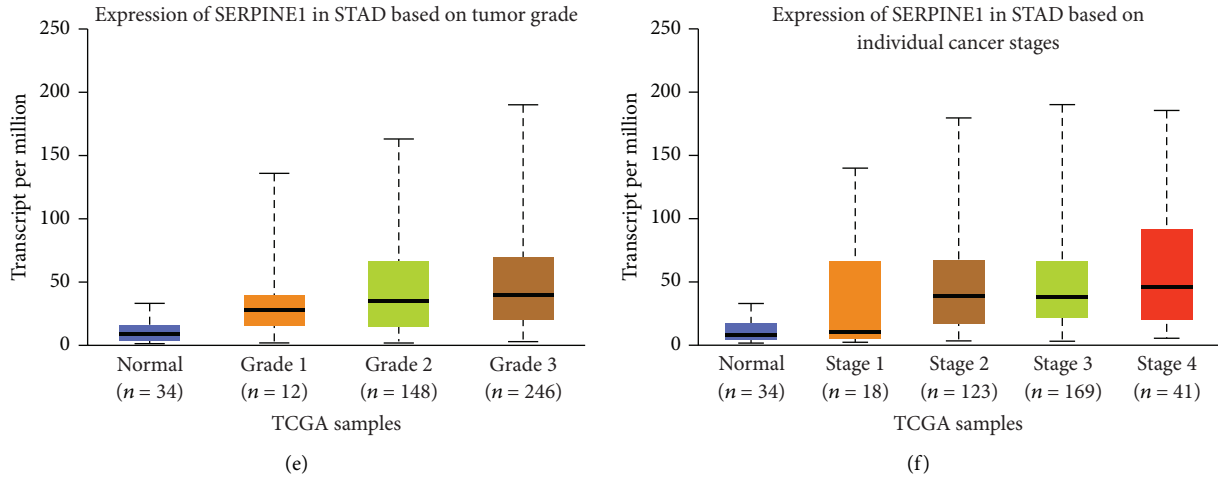 Expression of SERPINE1 in STAD based on tumor grade
250
200
150
100
50
0
Transcript per million
Normal
(n = 34)
Grade 1
(n = 12)
Grade 2
(n = 148)
Grade 3
(n = 246)
TCGA samples
(e)
Expression of SERPINE1 in STAD based on
individual cancer stages
250
200
150
100
50
0
Transcript per million
Normal
(n = 34)
Stage 1
(n = 18)
Stage 2
(n = 123)
Stage 3
(n = 169)
Stage 4
(n = 41)
TCGA samples
(f)